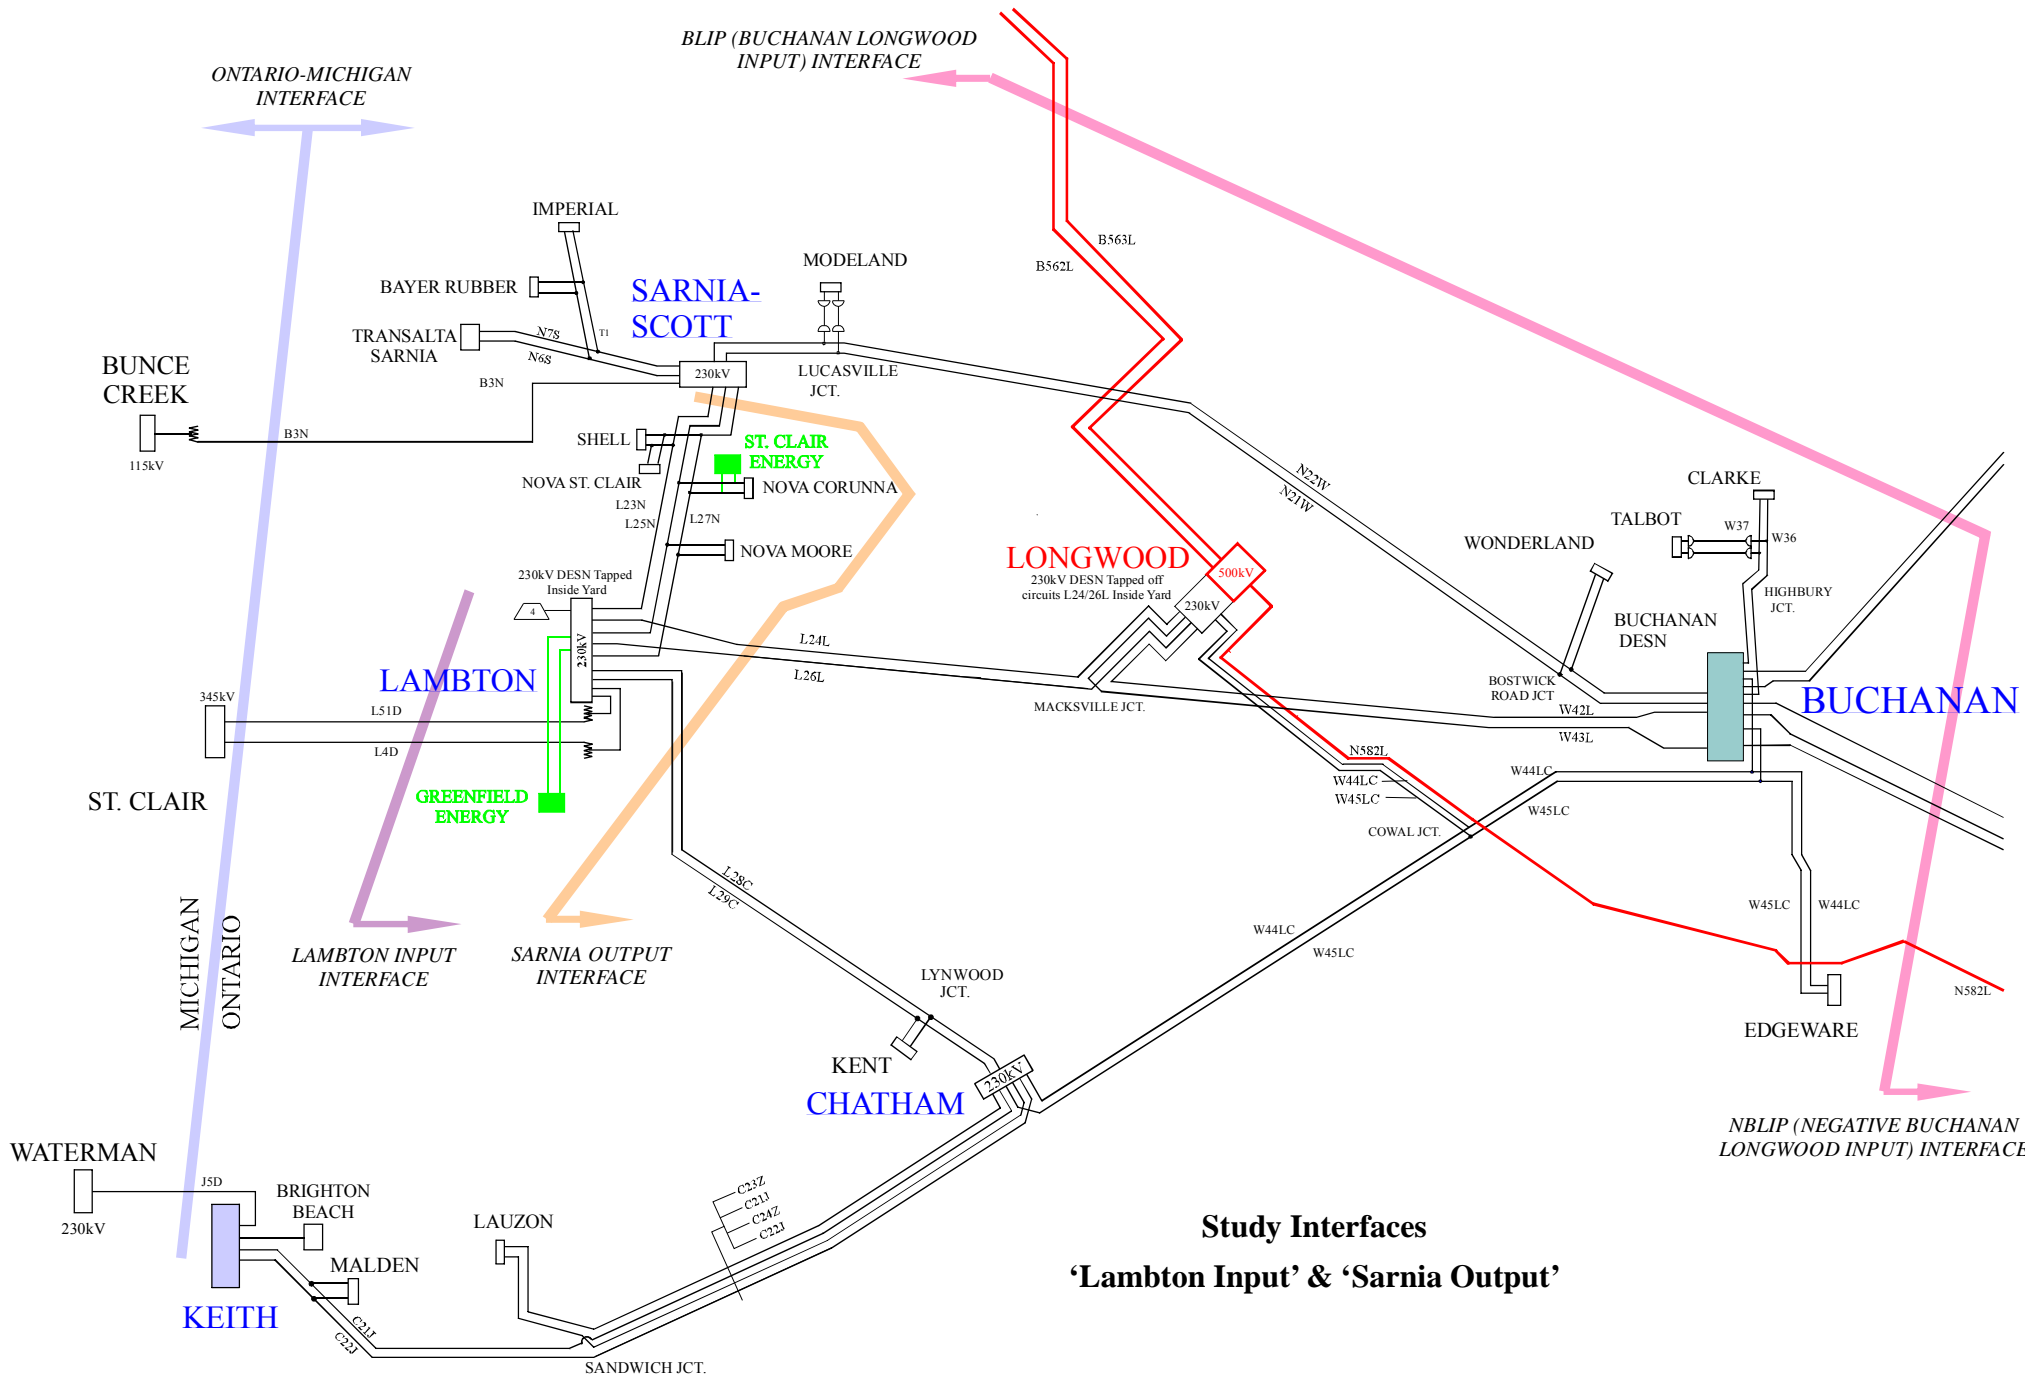 BLIP (BUCHANAN LONGWOOD
INPUT) INTERFACE
ONTARIO-MICHIGAN
INTERFACE
IMPERIAL
B563L
B562L
MODELAND
BAYER RUBBER
SARNIA-
SCOTT
TRANSALTA
SARNIA
N7S
T1
N6S
BUNCE
CREEK
B3N
230kV
LUCASVILLE
JCT.
B3N
115kV
SHELL
ST. CLAIR
ENERGY
NOVA ST. CLAIR
NOVA CORUNNA
L23N
L25N
L27N
N22W
N21W
CLARKE
TALBOT
W37
W36
WONDERLAND
NOVA MOORE
LONGWOOD
230kV DESN Tapped off
circuits L24/26L Inside Yard
500kV
230kV
230kV DESN Tapped
Inside Yard
4
230kV
HIGHBURY
JCT.
BUCHANAN
DESN
L24L
L26L
LAMBTON
BOSTWICK
ROAD JCT
BUCHANAN
345kV
L51D
L4D
MACKSVILLE JCT.
W42L
W43L
N582L
W44LC
W45LC
W44LC
W45LC
ST. CLAIR
GREENFIELD
ENERGY
COWAL JCT.
L28C
L29C
MICHIGAN
ONTARIO
W45LC
W44LC
W44LC
W45LC
LAMBTON INPUT
INTERFACE
SARNIA OUTPUT
INTERFACE
LYNWOOD
JCT.
N582L
EDGEWARE
KENT
230kV
CHATHAM
NBLIP (NEGATIVE BUCHANAN
LONGWOOD INPUT) INTERFACE
WATERMAN
J5D
230kV
BRIGHTON
BEACH
C23Z
C21J
C24Z
C22J
LAUZON
MALDEN
KEITH
C21J
C22J
SANDWICH JCT.
Study Interfaces
‘Lambton Input’ & ‘Sarnia Output’